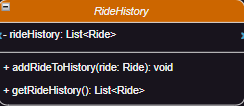 RideHistory
- rideHistory: List<Ride>
+ addRideToHistory(ride: Ride): void
+ getRideHistory(): List<Ride>